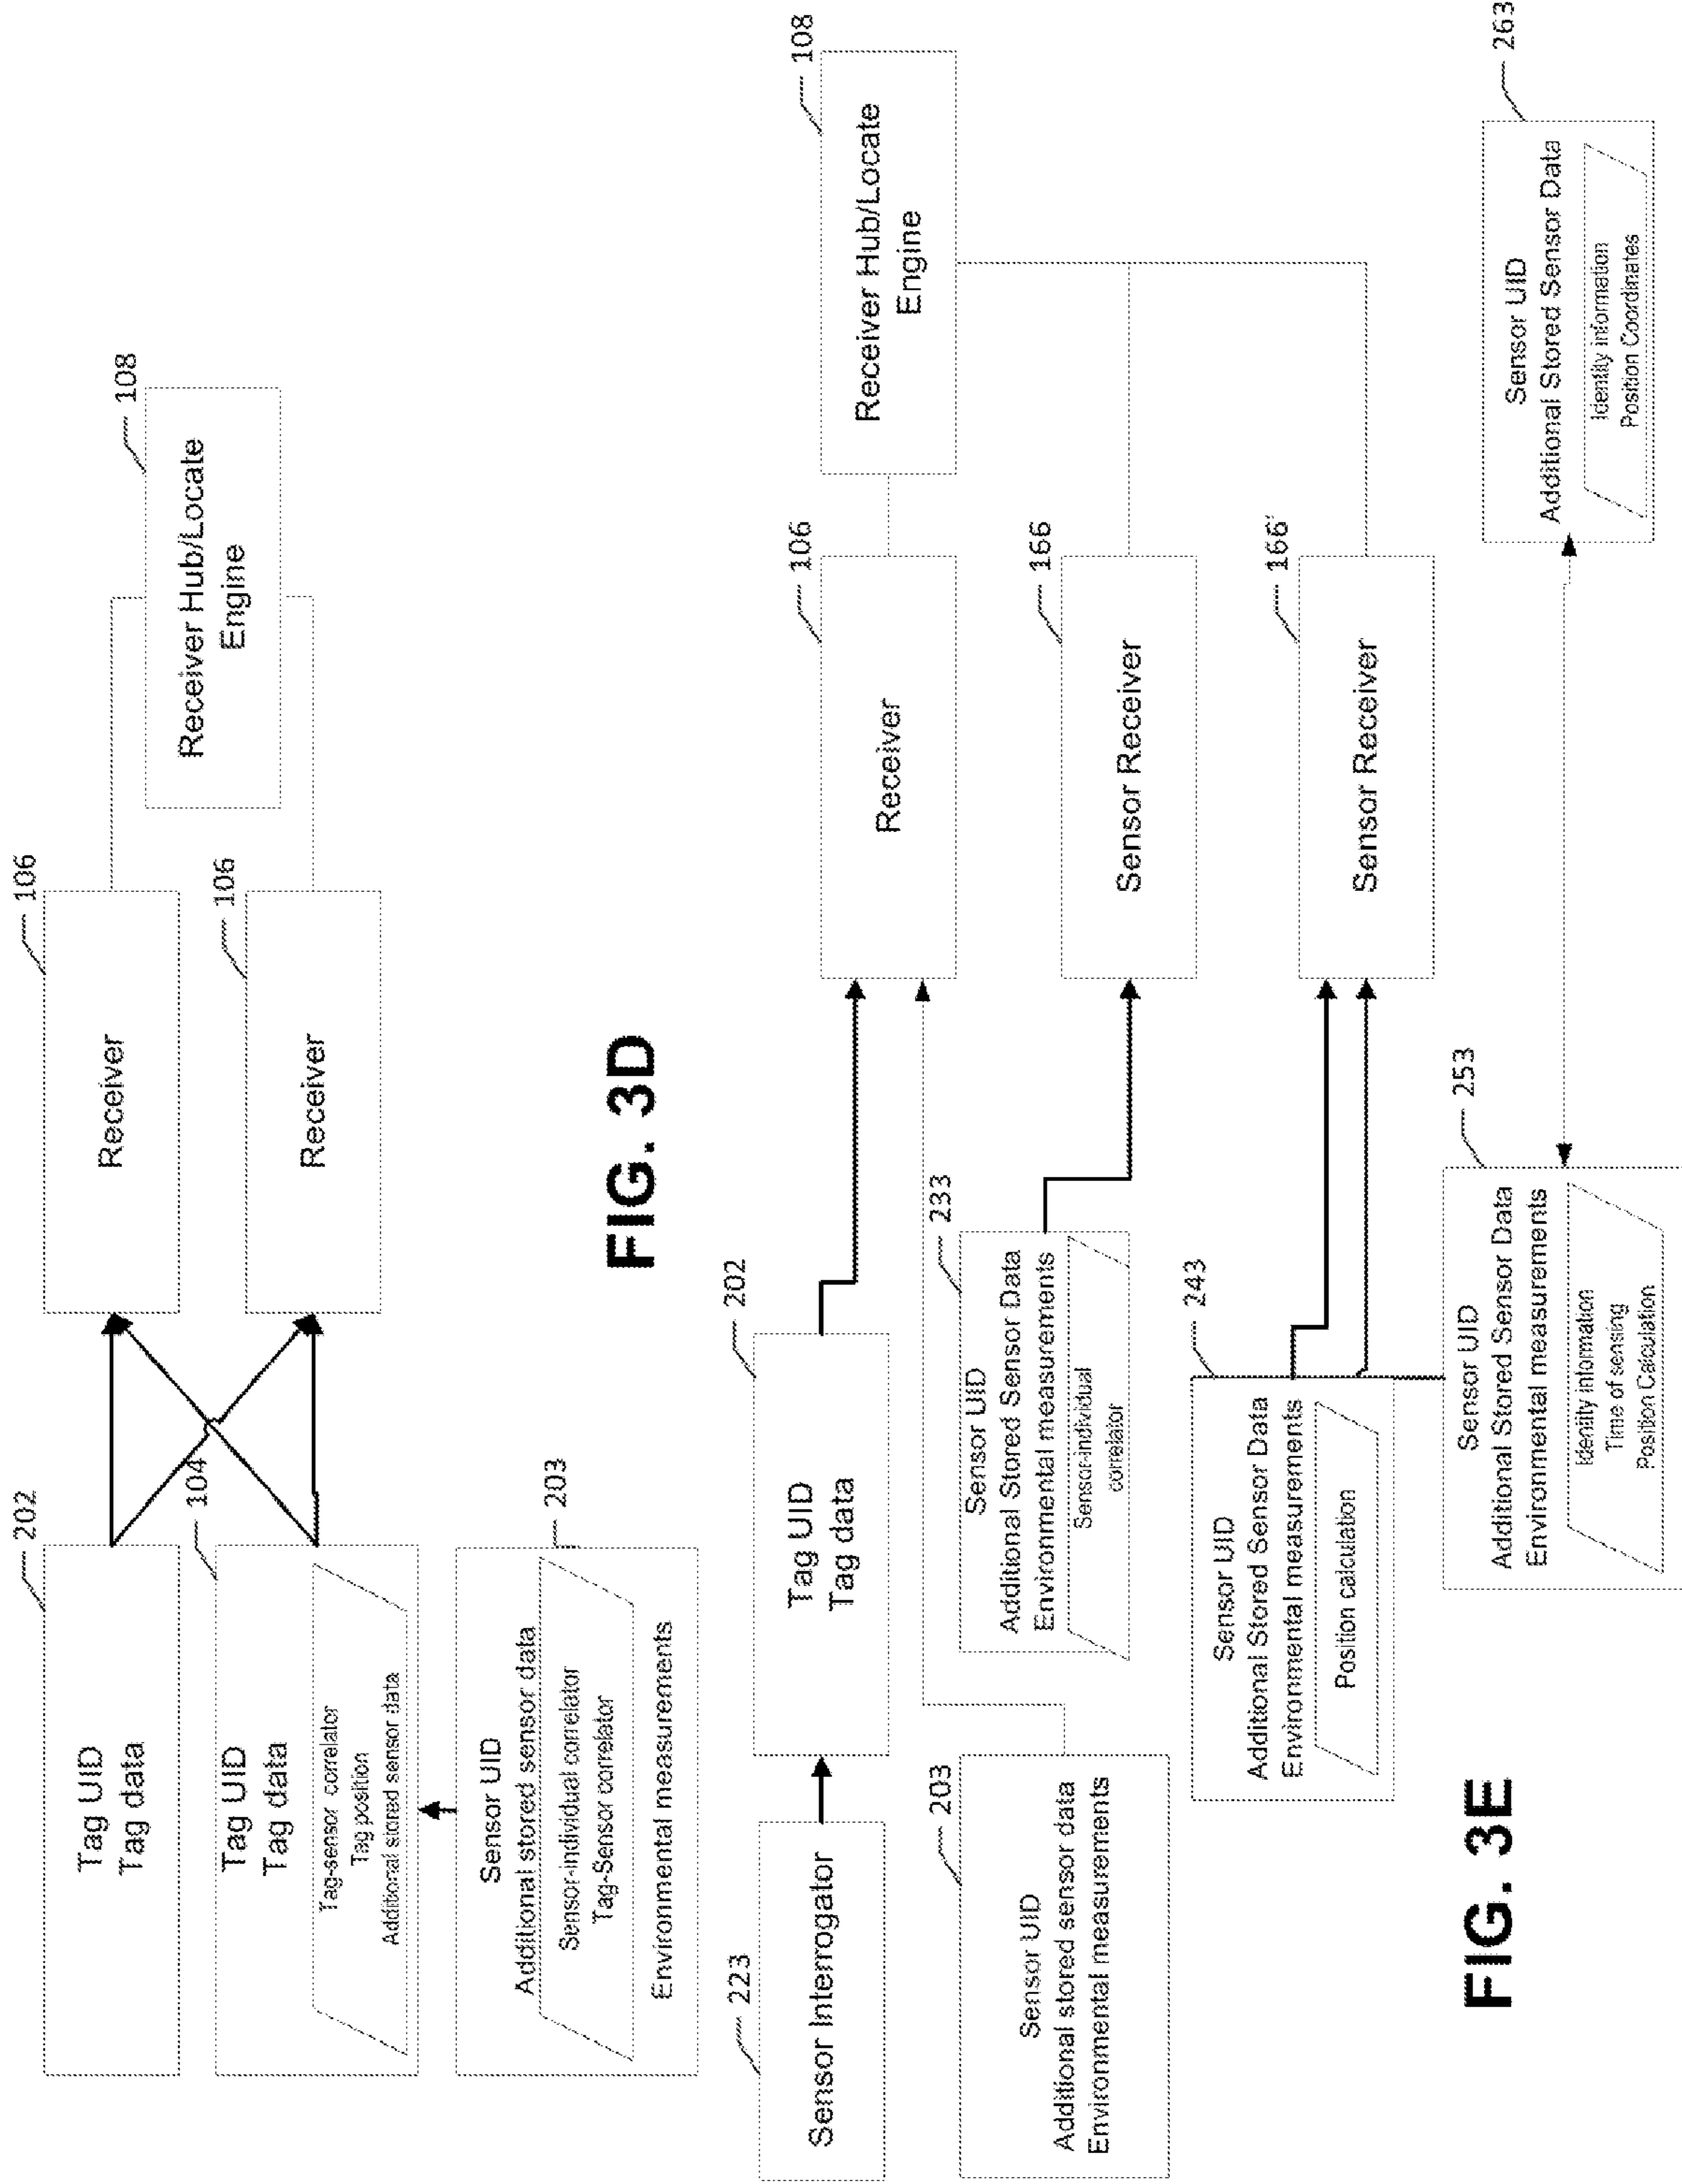 202
Tag UID
Tag data
104
Tag UID
Tag data
Tag-sensor correlator
Tag position
Additional stored sensor data
203
Sensor UID
Additional stored sensor data
Sensor-individual correlator
Tag-Sensor correlator
Environmental measurements
106
Receiver
106
Receiver
108
Receiver Hub/Locate
Engine
FIG. 3D
223
Sensor Interrogator
202
Tag UID
Tag data
203
Sensor UID
Additional stored sensor data
Environmental measurements
233
Sensor UID
Additional Stored Sensor Data
Environmental measurements
Sensor-individual
correlator
243
Sensor UID
Additional Stored Sensor Data
Environmental measurements
Position calculation
253
Sensor UID
Additional Stored Sensor Data
Environmental measurements
Identity information
Time of sensing
Position Calculation
106
Receiver
166
Sensor Receiver
166'
Sensor Receiver
108
Receiver Hub/Locate
Engine
263
Sensor UID
Additional Stored Sensor Data
Identity information
Position Coordinates
FIG. 3E